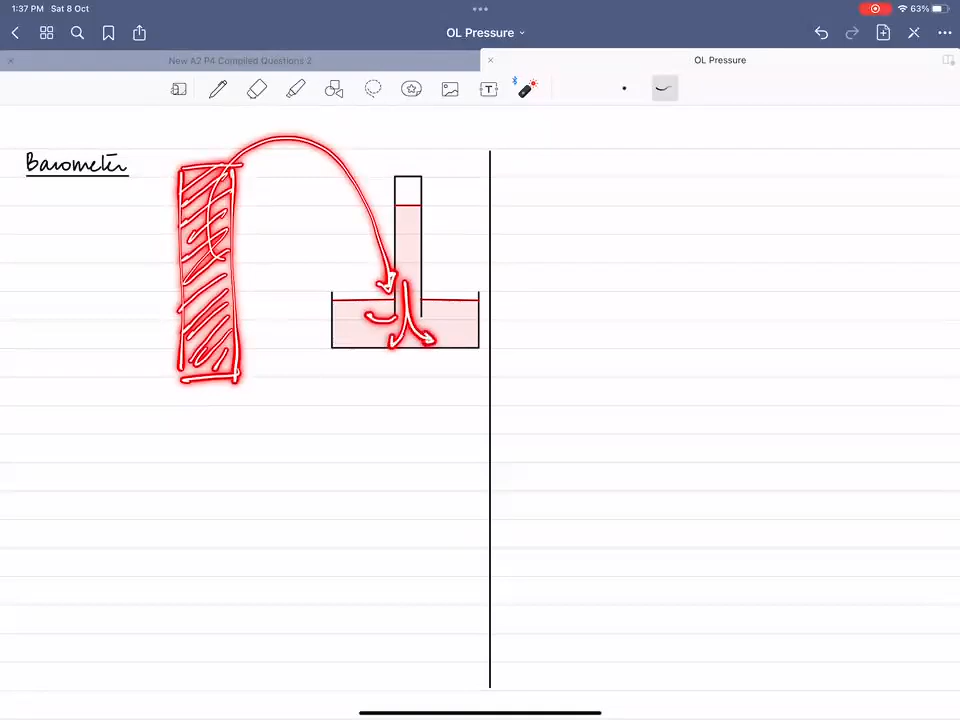 1:37 PM Sat 8 Oct
63%
OL Pressure
New A2 P4 Compiled Questions 2
OL Pressure
T
Barometer